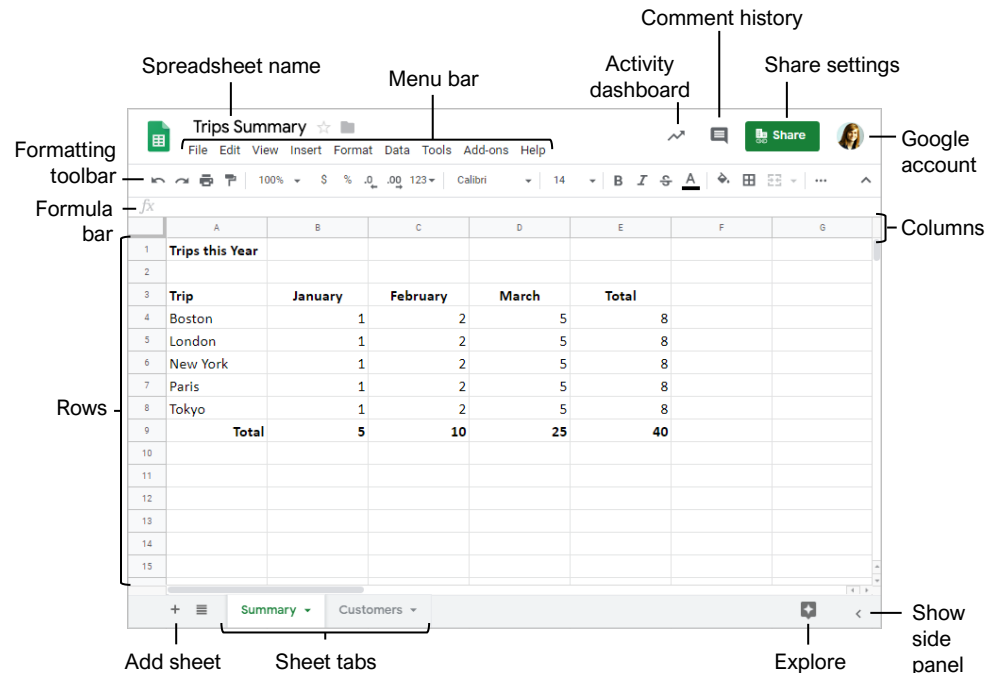 Comment history
Spreadsheet name
Menu bar
Activity
dashboard
Share settings
Trips Summary
Share
Google
account
File Edit View Insert Format Data Tools Add-ons Help
Formatting
toolbar
100% $ % .0 .00 123 Calibri 14 B I S A ...
Formula
bar
fx
Columns
A B C D E F G
1 Trips this Year
2
3 Trip January February March Total
4 Boston 1 2 5 8
5 London 1 2 5 8
6 New York 1 2 5 8
7 Paris 1 2 5 8
Rows
8 Tokyo 1 2 5 8
9 Total 5 10 25 40
10
11
12
13
14
15
+ Summary Customers
Show
side
panel
Add sheet
Sheet tabs
Explore